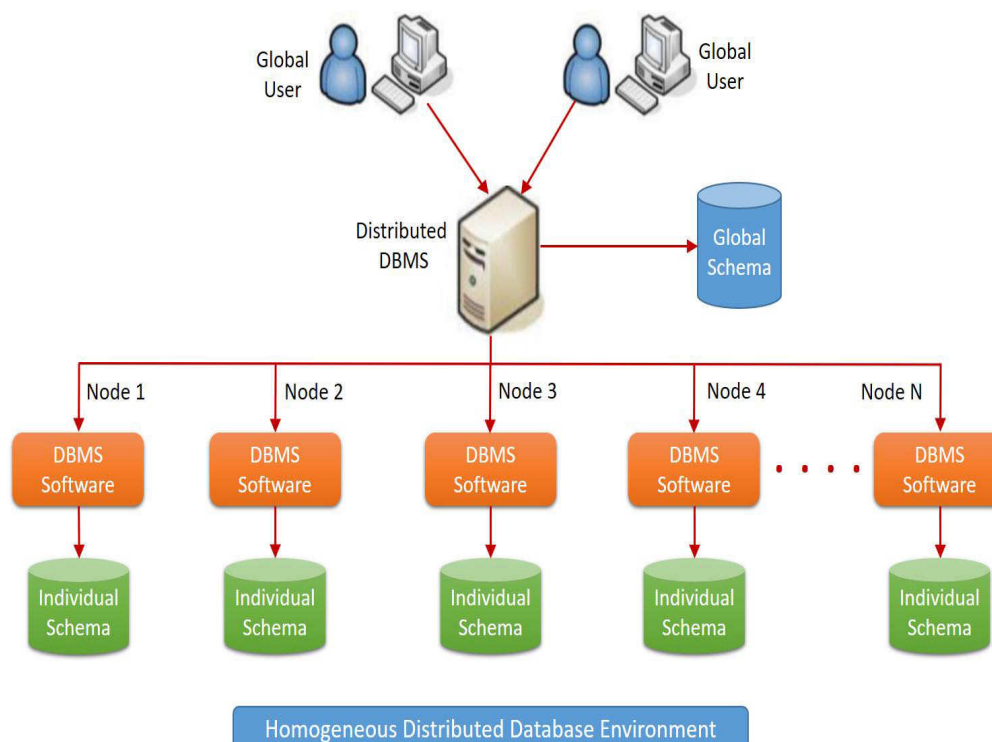 Global
User
Global
User
Distributed
DBMS
Global
Schema
Node 1
Node 2
Node 3
Node 4
Node N
DBMS
Software
DBMS
Software
DBMS
Software
DBMS
Software
DBMS
Software
Individual
Schema
Individual
Schema
Individual
Schema
Individual
Schema
Individual
Schema
Homogeneous Distributed Database Environment